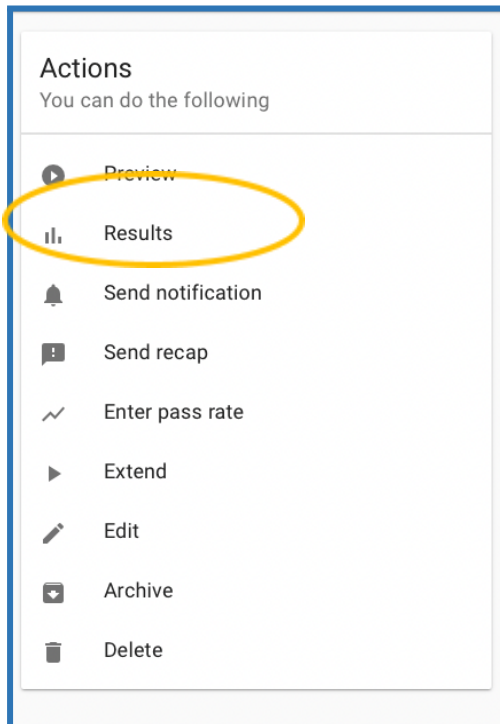 Actions
You can do the following
Preview
Results
Send notification
Send recap
Enter pass rate
Extend
Edit
Archive
Delete